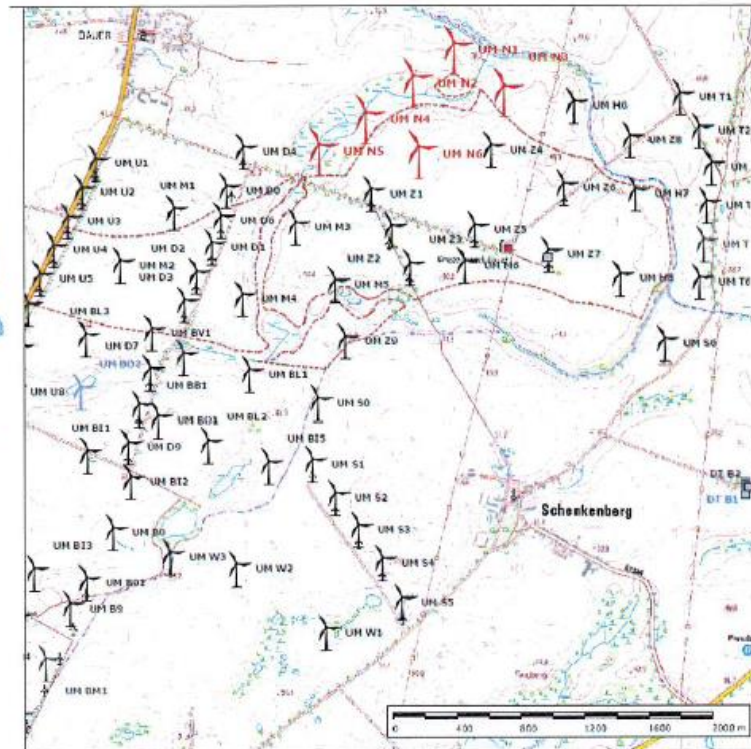 DAUER
UM N1
UM N3
UM N2
UM N4
UM N5
UM N6
UM H6
UM T1
UM T2
UM Z8
UM Z4
UM D4
UM U1
UM U2
UM M1
UM D0
UM Z1
UM Z6
UM H7
UM U3
UM D6
UM M3
UM Z3
UM Z5
UM U4
UM D2
UM D1
UM M2
UM D3
UM Z2
UM Z7
UM U5
UM M5
UM H8
UM T6
UM M4
UM BL3
UM BV1
UM Z9
UM S6
UM D7
UM BD2
UM BB1
UM BL1
UM U8
UM S0
UM BL2
UM BI1
UM D9
UM BI5
UM S1
UM BI2
UM S2
DT B2
DT B1
Schenkenberg
UM S3
UM B0
UM BI3
UM W3
UM W2
UM S4
UM B9
UM S5
UM W1
UM BM1
0 400 800 1200 1600 2000 m